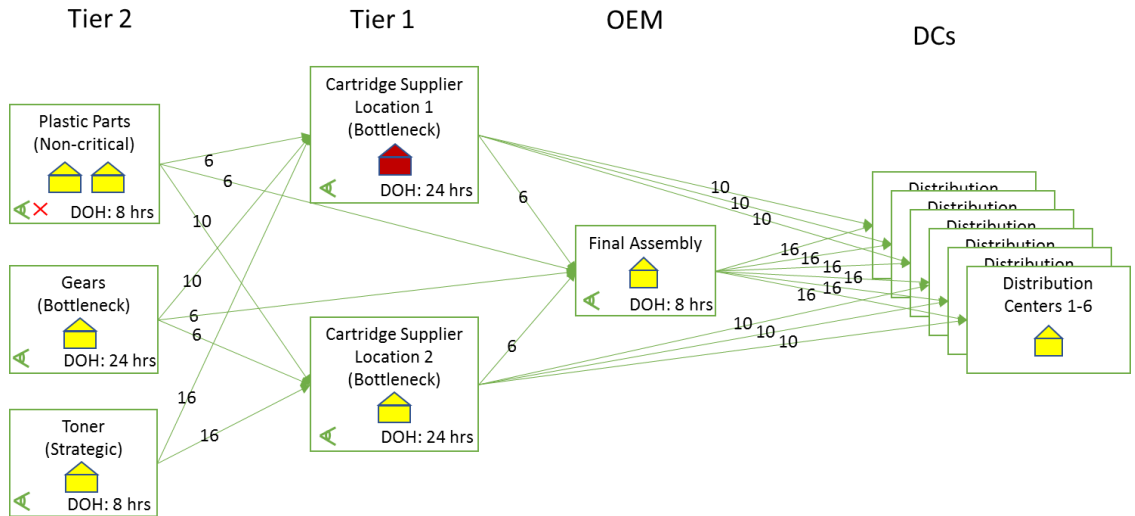 Tier 2
Tier 1
OEM
DCs
Plastic Parts
(Non-critical)
DOH: 8 hrs
Gears
(Bottleneck)
DOH: 24 hrs
Toner
(Strategic)
DOH: 8 hrs
6
6
10
10
6
6
16
16
Cartridge Supplier
Location 1
(Bottleneck)
DOH: 24 hrs
Cartridge Supplier
Location 2
(Bottleneck)
DOH: 24 hrs
6
6
Final Assembly
DOH: 8 hrs
10
10
10
16
16
16
16
16
16
10
10
10
Distribution
Distribution
Distribution
Distribution
Distribution
Distribution
Centers 1-6